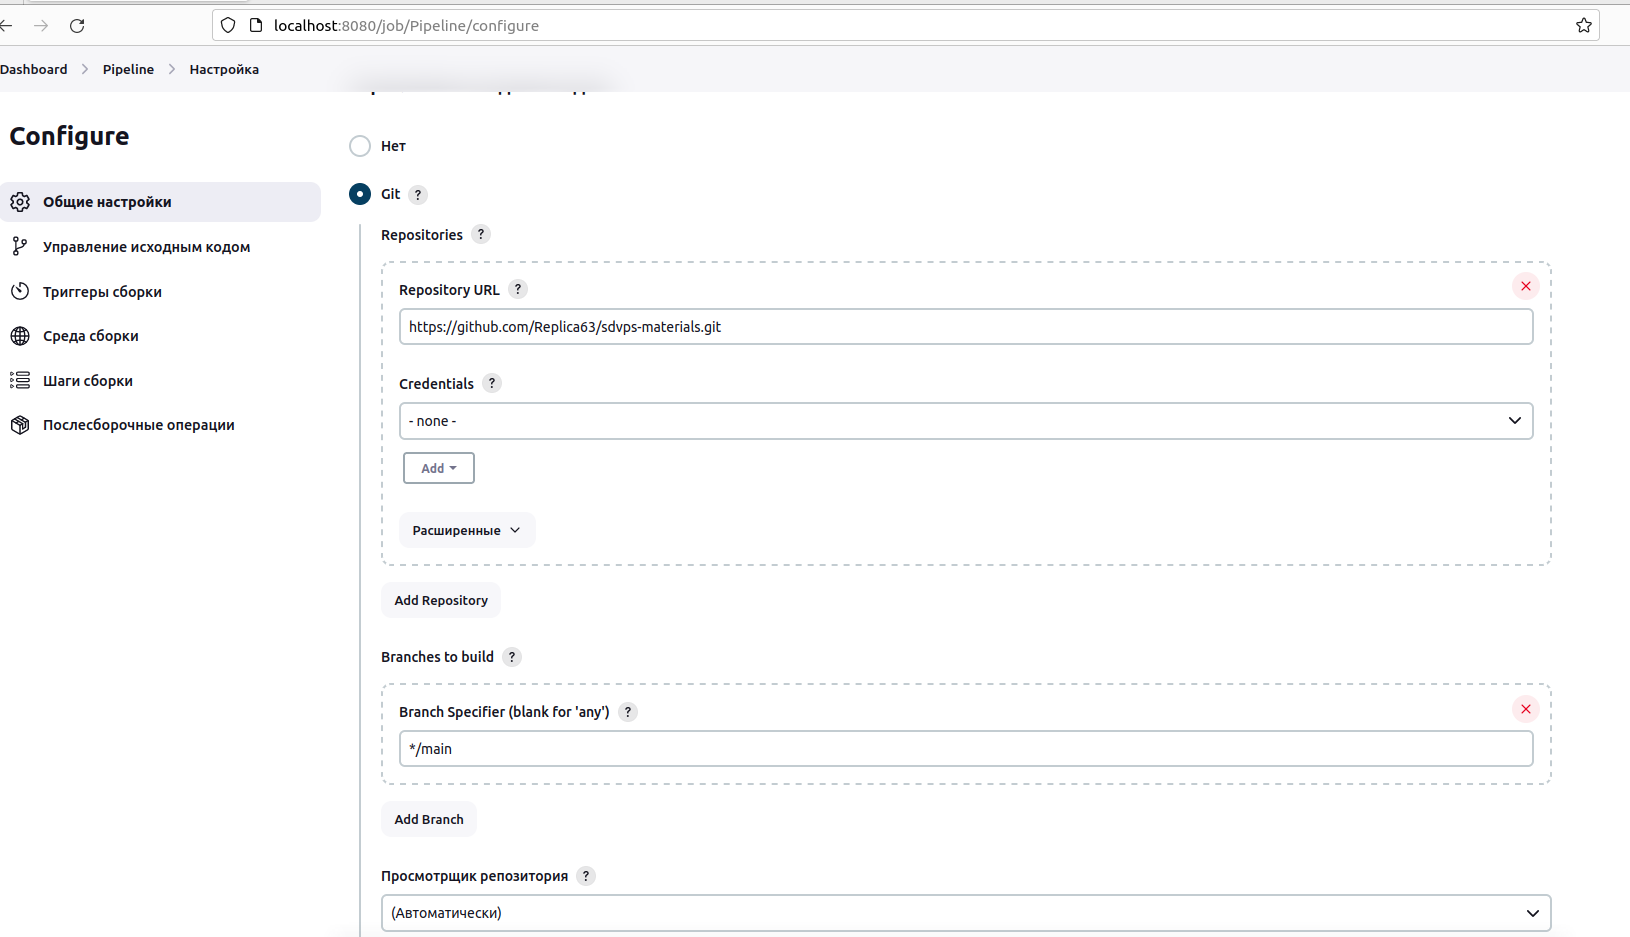 localhost:8080/job/Pipeline/configure
Dashboard > Pipeline > Настройка
Configure
Общие настройки
Управление исходным кодом
Триггеры сборки
Среда сборки
Шаги сборки
Послесборочные операции
Нет
Git ?
Repositories ?
Repository URL ?
https://github.com/Replica63/sdvps-materials.git
Credentials ?
- none -
Add
Расширенные
Add Repository
Branches to build ?
Branch Specifier (blank for 'any') ?
*/main
Add Branch
Просмотрщик репозитория ?
(Автоматически)